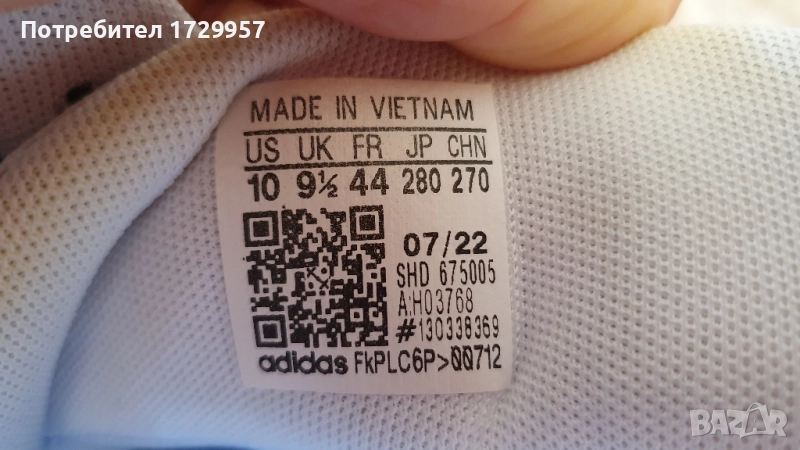 Потребител 1729957
MADE IN VIETNAM
US UK FR JP CHN
10 9½ 44 280 270
07/22
SHD 675005
A:H03768
#130338369
adidas FkPLC6P>00712
BAZAR